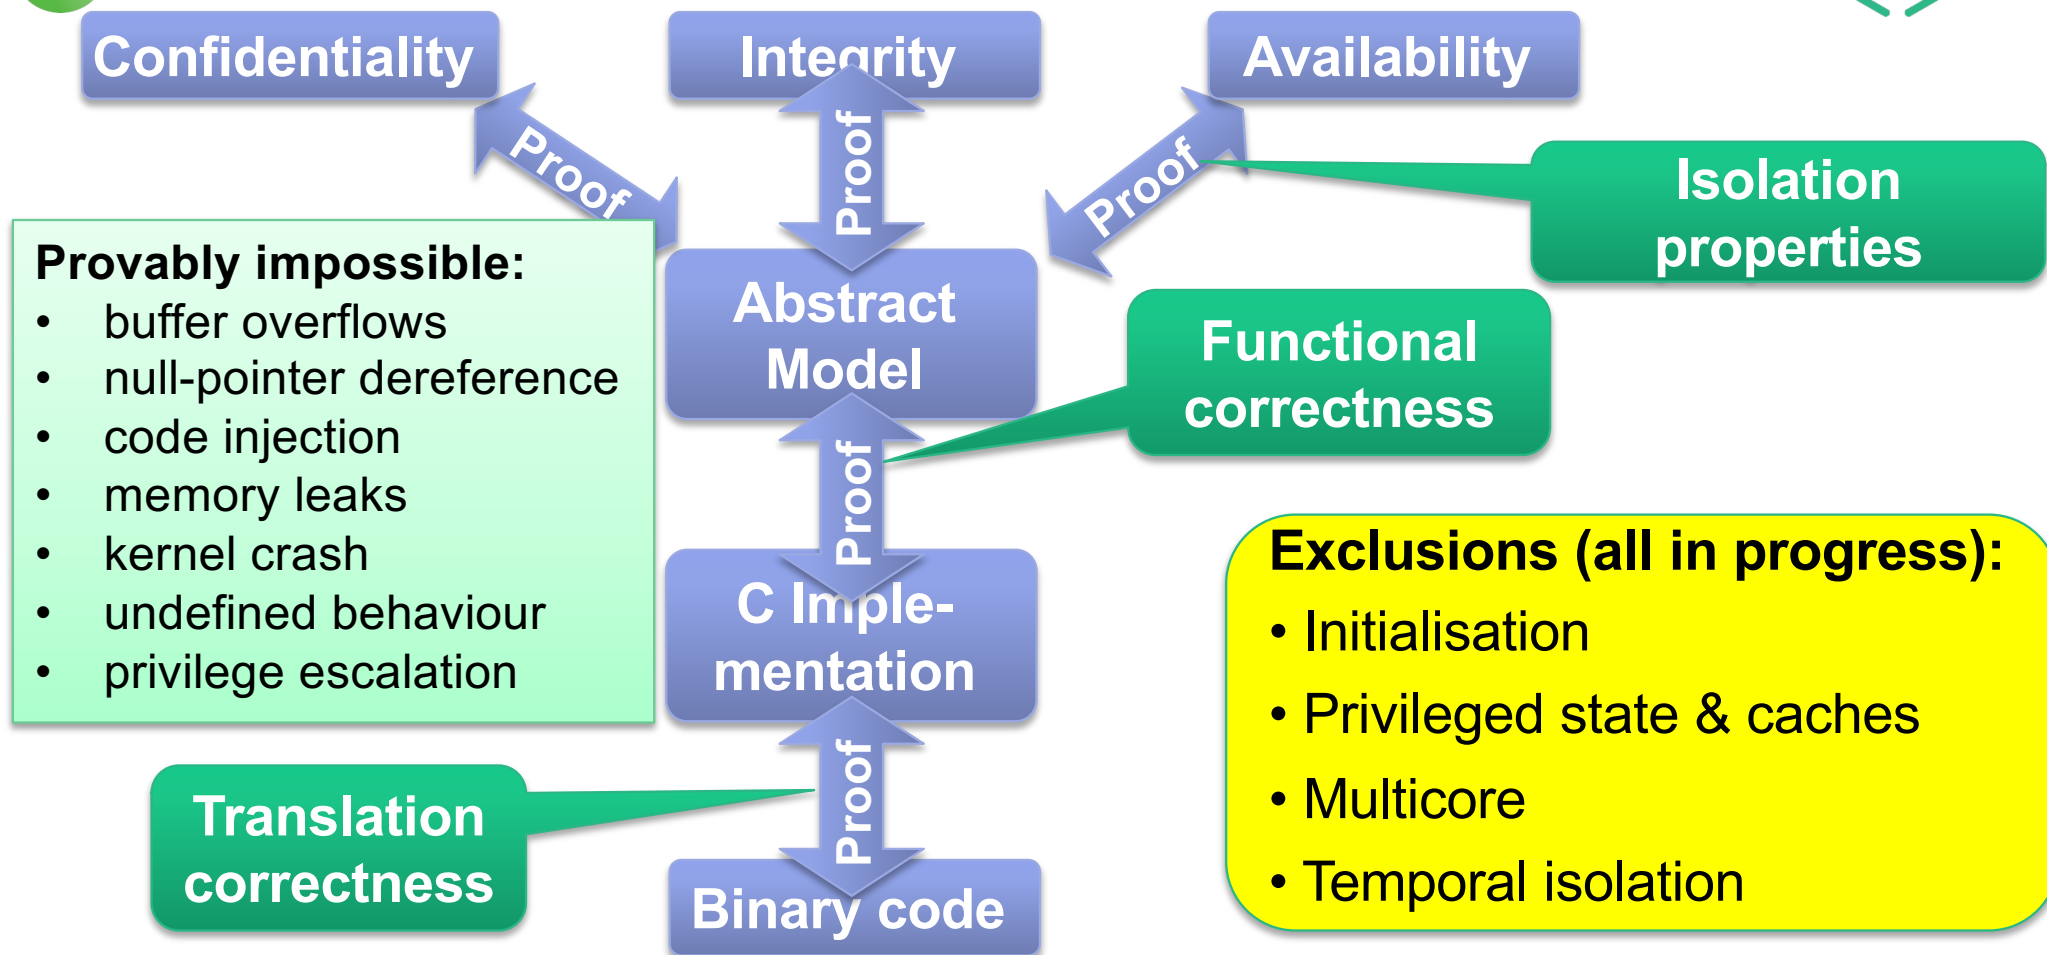 Confidentiality
Integrity
Availability
Proof
Proof
Proof
Isolation
properties
Provably impossible:
• buffer overflows
• null-pointer dereference
• code injection
• memory leaks
• kernel crash
• undefined behaviour
• privilege escalation
Abstract
Model
Functional
correctness
Proof
C Imple-
mentation
Exclusions (all in progress):
• Initialisation
• Privileged state & caches
• Multicore
• Temporal isolation
Translation
correctness
Proof
Binary code